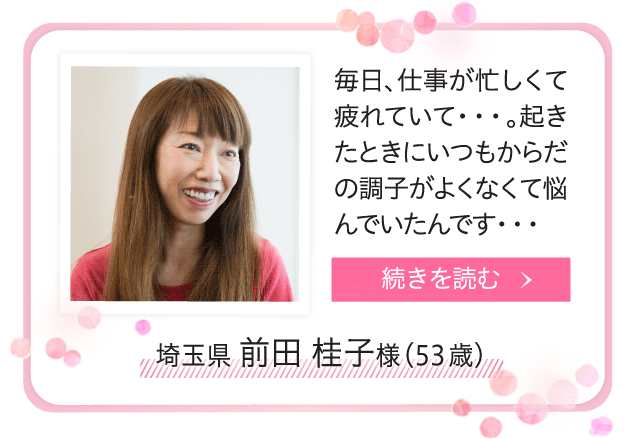 毎日、仕事が忙しくて
疲れていて・・・。起き
たときにいつもからだ
の調子がよくなくて悩
んでいたんです・・・
続きを読む >
埼玉県 前田 桂子様（53歳）